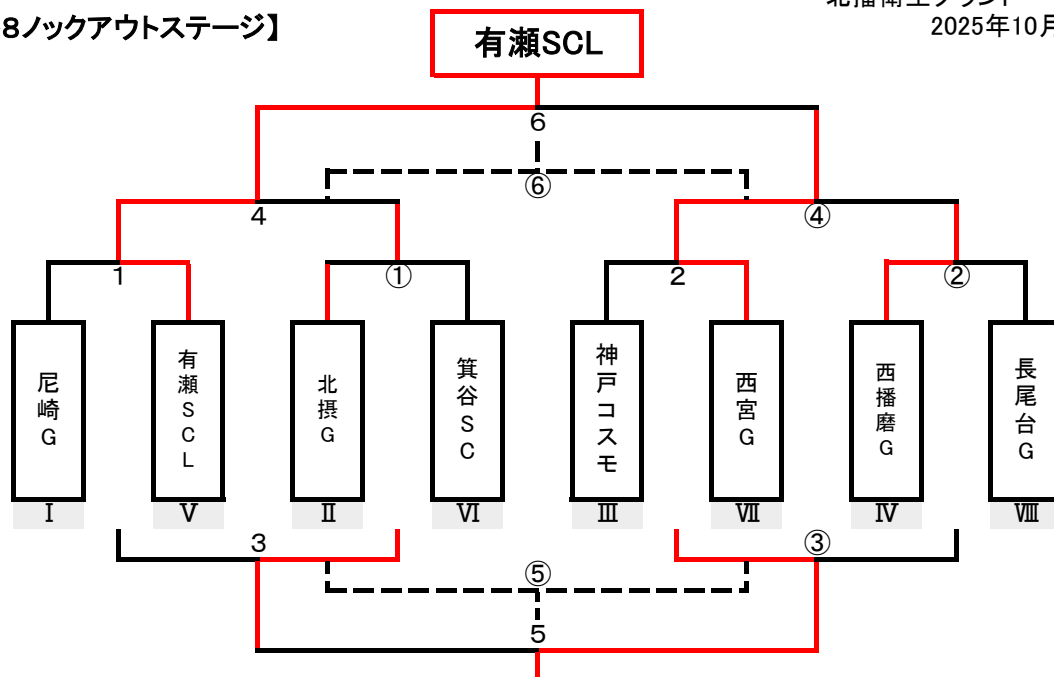 8ノックアウトステージ】
2025年10月
有瀬SCL
6
⑥
4
④
1
①
2
②
尼崎G
有瀬SCL
北摂G
箕谷SC
神戸コスモ
西宮G
西播磨G
長尾台G
Ⅰ
Ⅴ
Ⅱ
Ⅵ
Ⅲ
Ⅶ
Ⅳ
Ⅷ
3
③
⑤
5